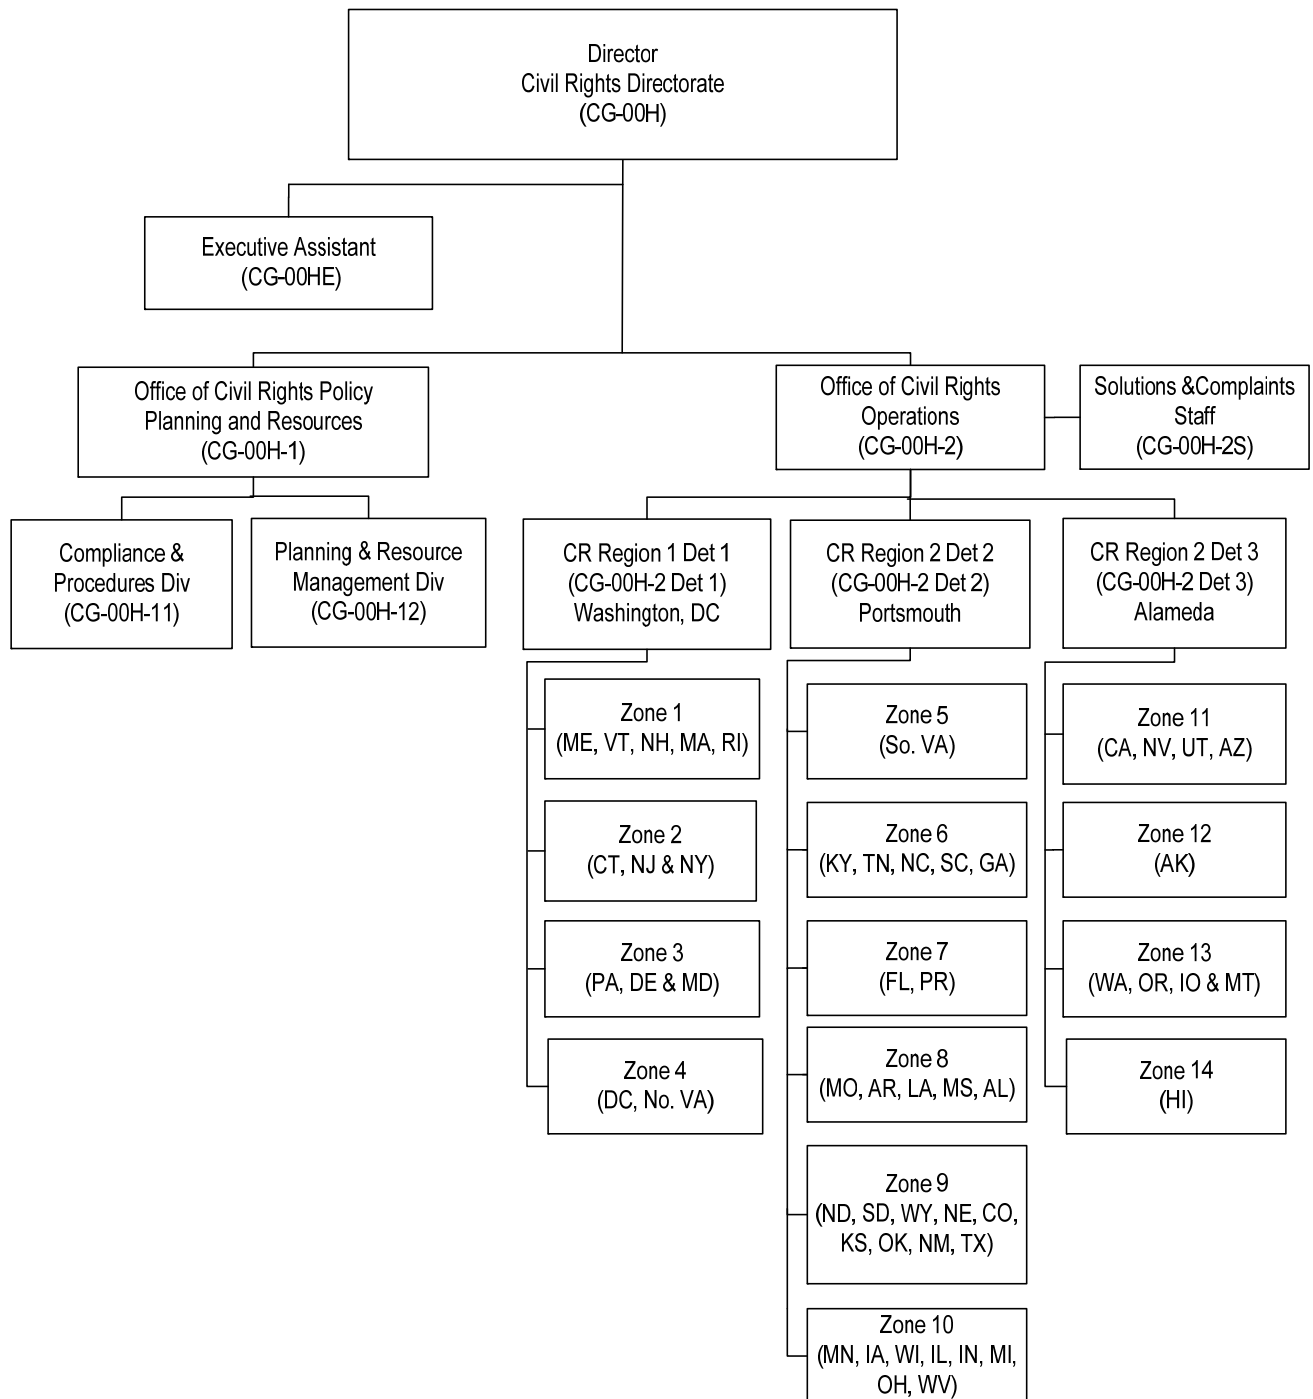 Director
Civil Rights Directorate
(CG-00H)
Executive Assistant
(CG-00HE)
Office of Civil Rights Policy
Planning and Resources
(CG-00H-1)
Office of Civil Rights
Operations
(CG-00H-2)
Solutions &Complaints
Staff
(CG-00H-2S)
Compliance &
Procedures Div
(CG-00H-11)
Planning & Resource
Management Div
(CG-00H-12)
CR Region 1 Det 1
(CG-00H-2 Det 1)
Washington, DC
CR Region 2 Det 2
(CG-00H-2 Det 2)
Portsmouth
CR Region 2 Det 3
(CG-00H-2 Det 3)
Alameda
Zone 1
(ME, VT, NH, MA, RI)
Zone 2
(CT, NJ & NY)
Zone 3
(PA, DE & MD)
Zone 4
(DC, No. VA)
Zone 5
(So. VA)
Zone 6
(KY, TN, NC, SC, GA)
Zone 7
(FL, PR)
Zone 8
(MO, AR, LA, MS, AL)
Zone 9
(ND, SD, WY, NE, CO,
KS, OK, NM, TX)
Zone 10
(MN, IA, WI, IL, IN, MI,
OH, WV)
Zone 11
(CA, NV, UT, AZ)
Zone 12
(AK)
Zone 13
(WA, OR, IO & MT)
Zone 14
(HI)